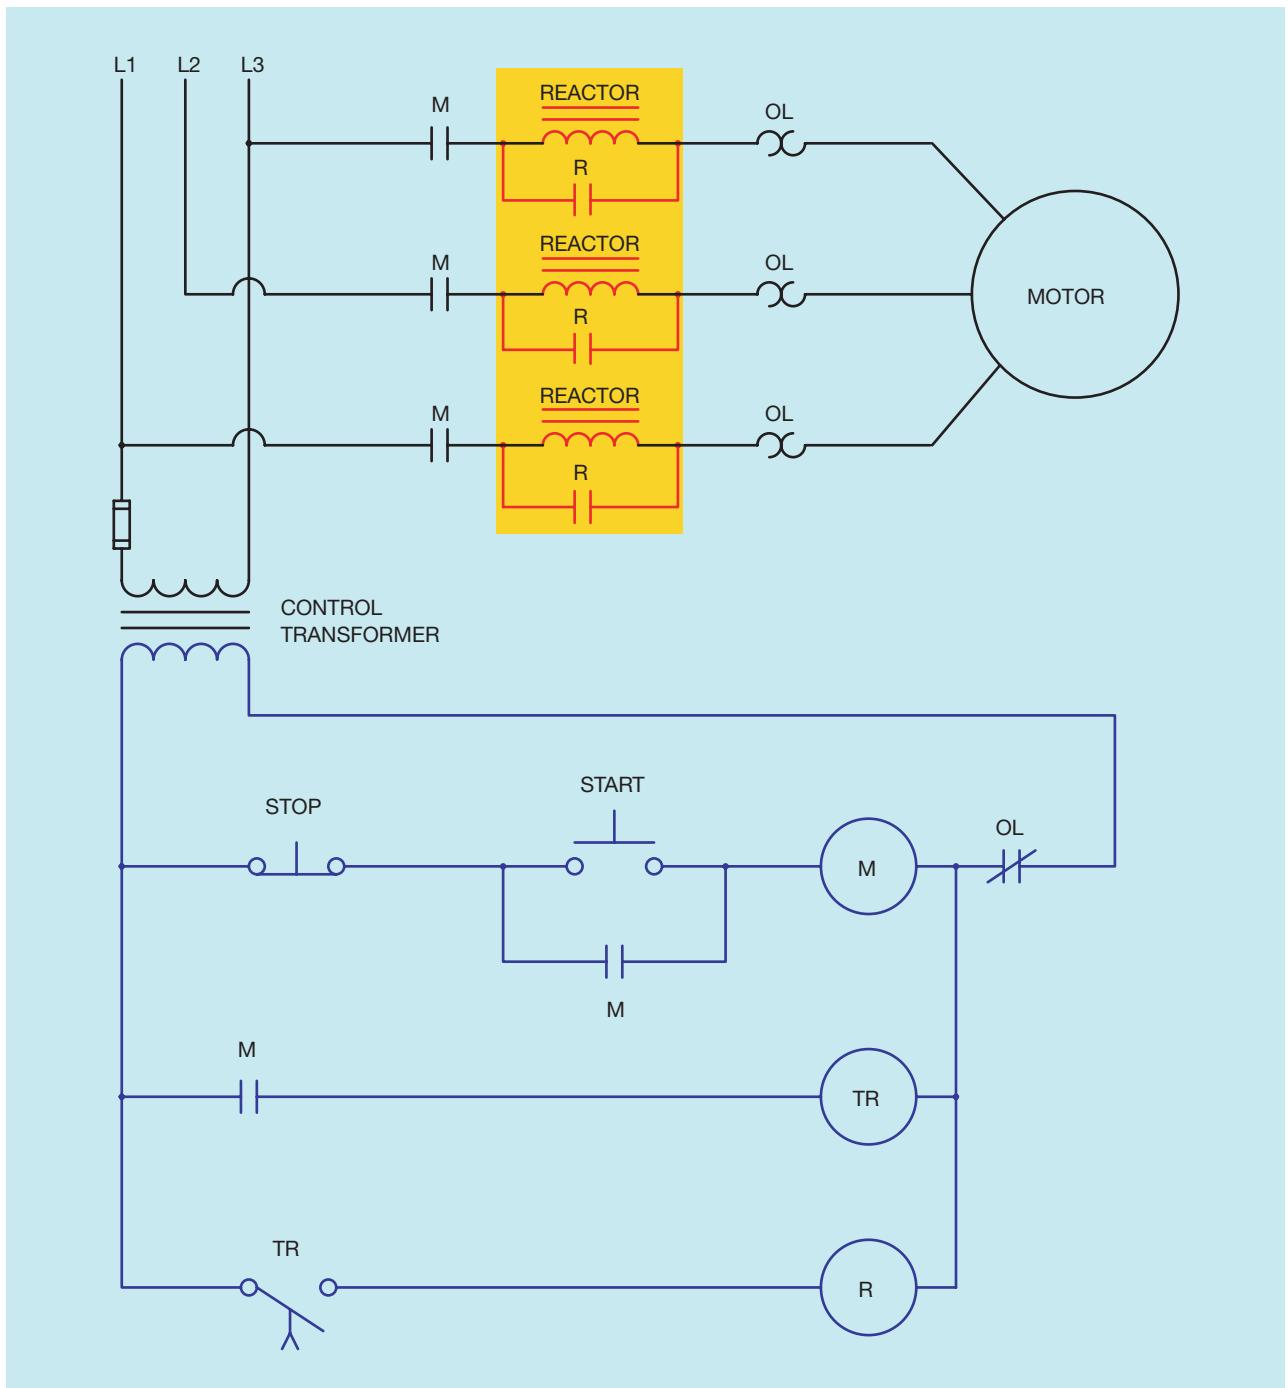 L1 L2 L3
M
REACTOR
OL
R
M
REACTOR
OL
R
MOTOR
M
REACTOR
OL
R
CONTROL
TRANSFORMER
STOP
START
M
OL
M
M
TR
TR
R